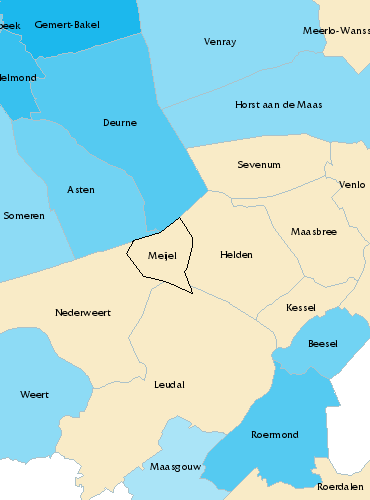 beek
Gemert-Bakel
Meerlo-Wanss
Venray
elmond
Horst aan de Maas
Deurne
Sevenum
Asten
Venlo
Someren
Maasbree
Meijel
Helden
Nederweert
Kessel
Beesel
Leudal
Weert
Roermond
Maasgouw
Roerdalen